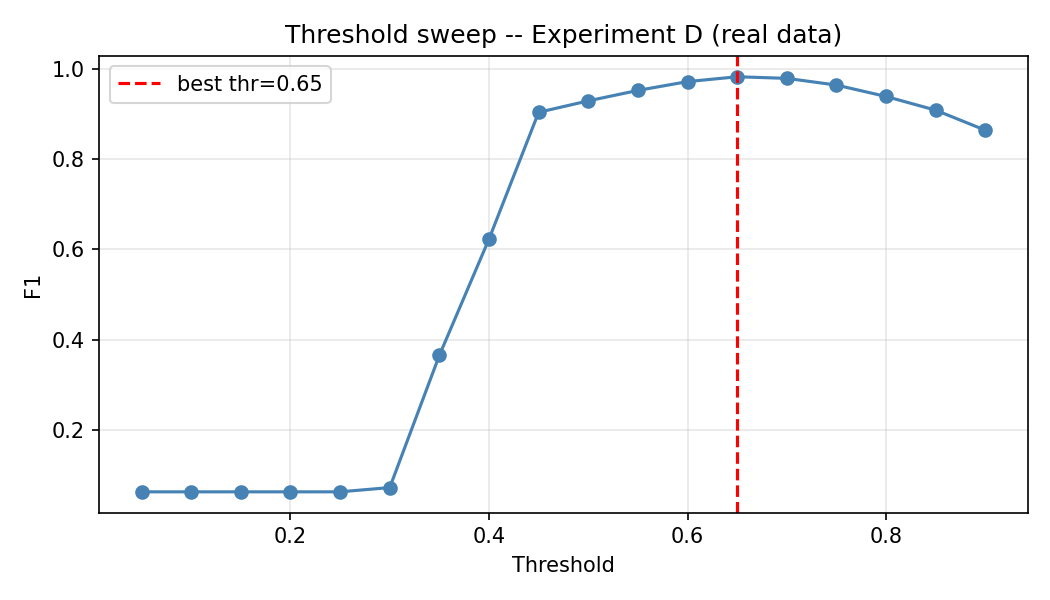 Threshold sweep -- Experiment D (real data)
best thr=0.65
F1
1.0
0.8
0.6
0.4
0.2
0.2 0.4 0.6 0.8
Threshold